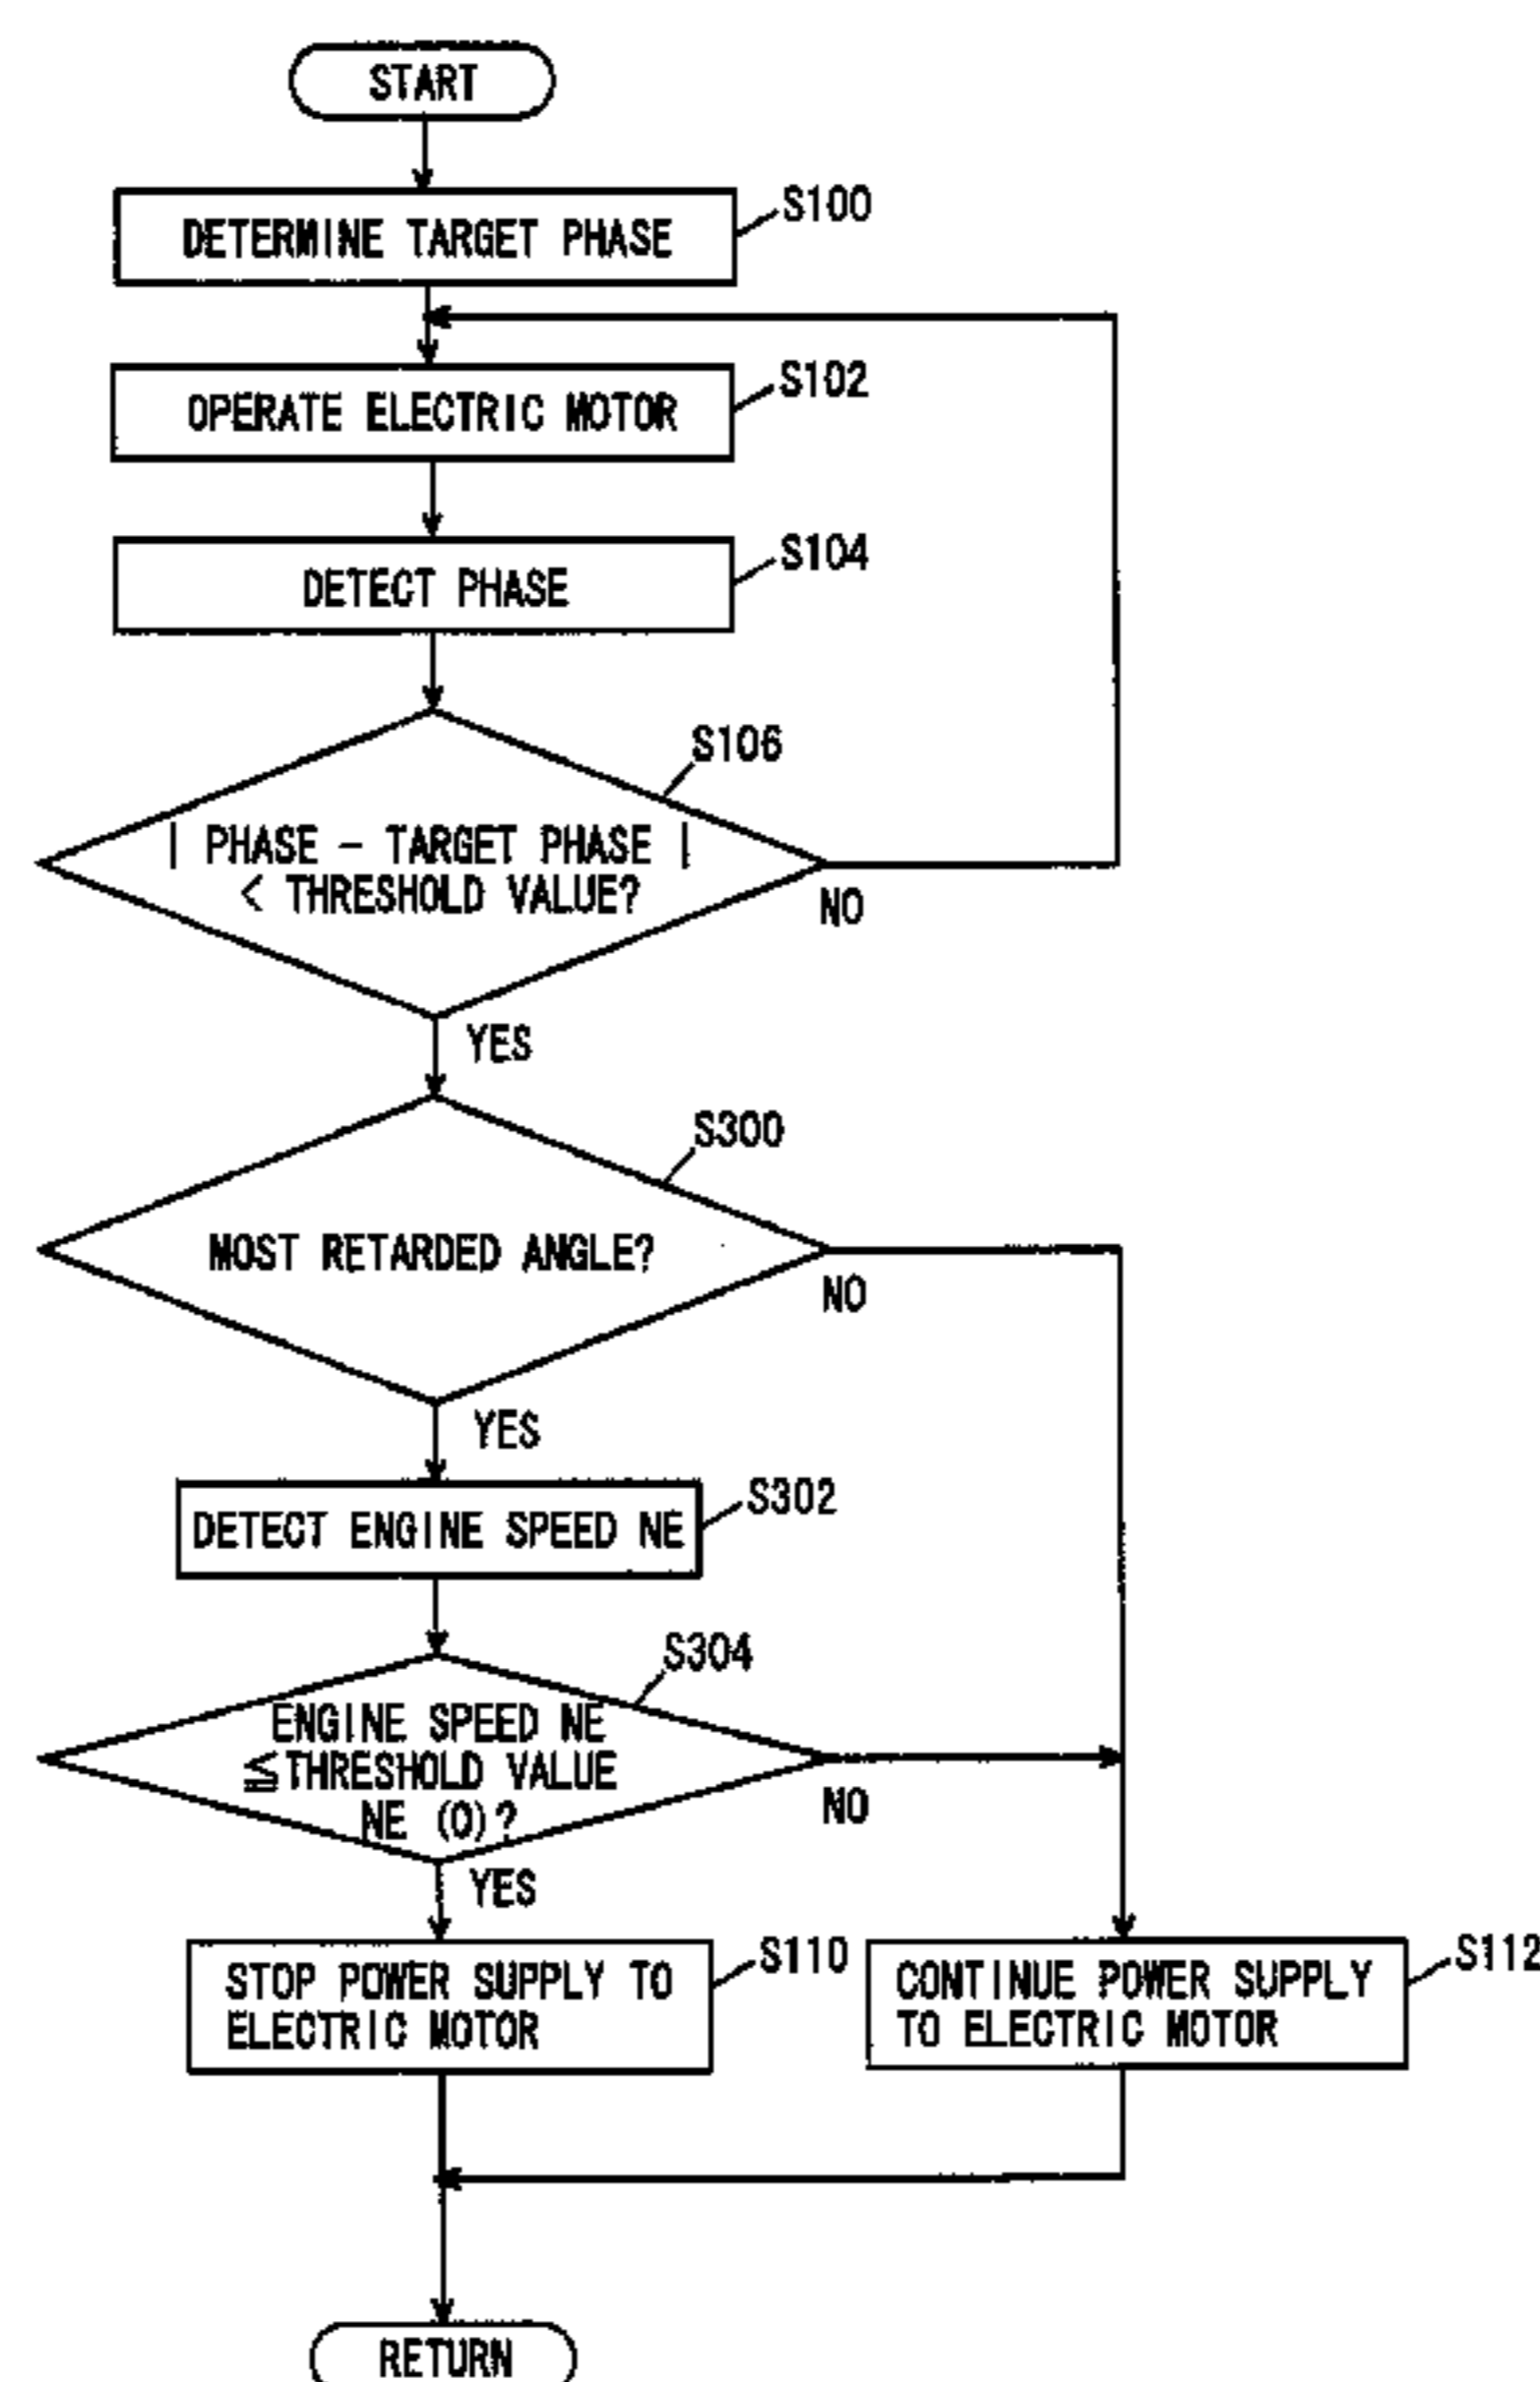 START
DETERMINE TARGET PHASE
S100
OPERATE ELECTRIC MOTOR
S102
DETECT PHASE
S104
S106
| PHASE - TARGET PHASE |
< THRESHOLD VALUE?
NO
YES
S300
MOST RETARDED ANGLE?
NO
YES
DETECT ENGINE SPEED NE
S302
S304
ENGINE SPEED NE
≦THRESHOLD VALUE
NE (0)?
NO
YES
STOP POWER SUPPLY TO
ELECTRIC MOTOR
S110
CONTINUE POWER SUPPLY
TO ELECTRIC MOTOR
S112
RETURN